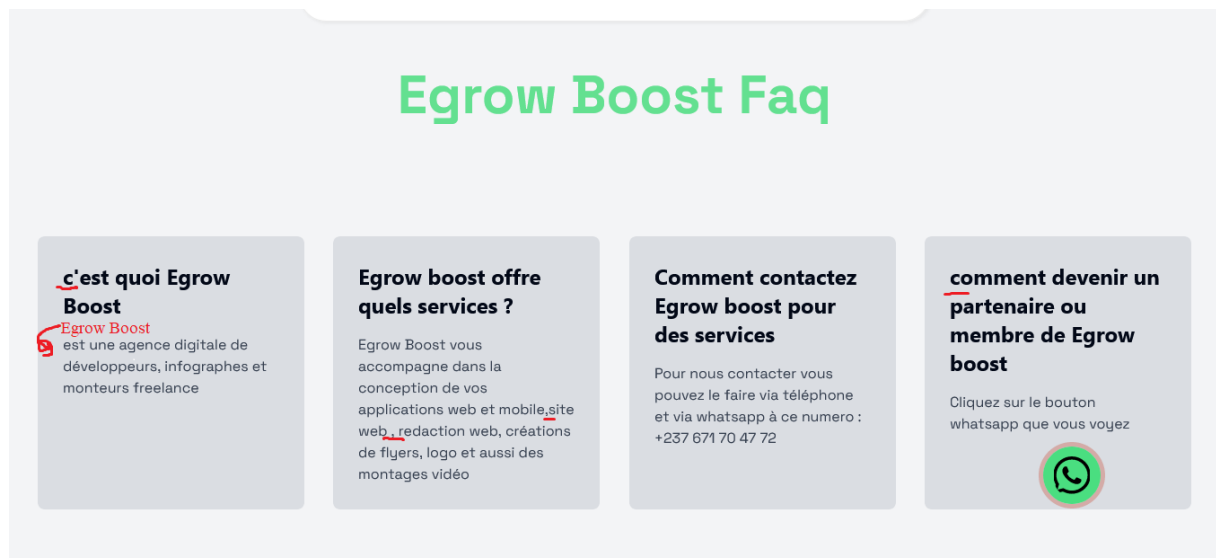 Egrow Boost Faq
c'est quoi Egrow
Boost
Egrow Boost
est une agence digitale de
développeurs, infographes et
monteurs freelance
Egrow boost offre
quels services ?
Egrow Boost vous
accompagne dans la
conception de vos
applications web et mobile,site
web , redaction web, créations
de flyers, logo et aussi des
montages vidéo
Comment contactez
Egrow boost pour
des services
Pour nous contacter vous
pouvez le faire via téléphone
et via whatsapp à ce numero :
+237 671 70 47 72
comment devenir un
partenaire ou
membre de Egrow
boost
Cliquez sur le bouton
whatsapp que vous voyez